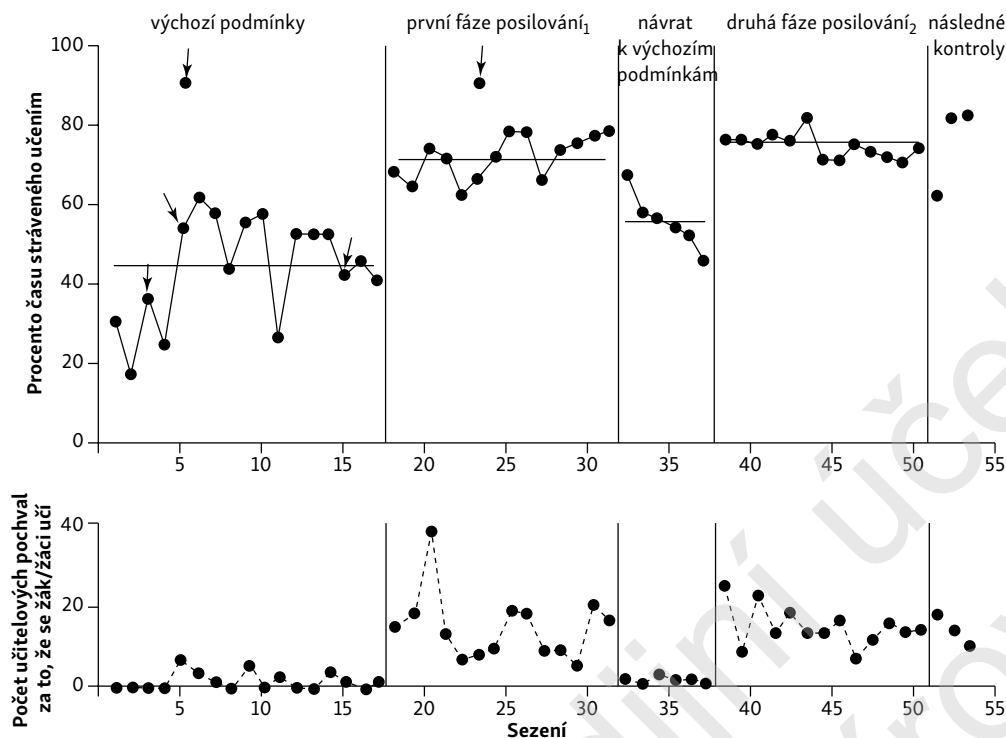 výchozí podmínky
první fáze posilování₁
návrat
k výchozím
podmínkám
druhá fáze posilování₂
následné
kontroly
Procento času stráveného učením
100
80
60
40
20
0
5 10 15 20 25 30 35 40 45 50 55
Počet učitelových pochval
za to, že se žák/žáci učí
40
20
0
5 10 15 20 25 30 35 40 45 50 55
Sezení